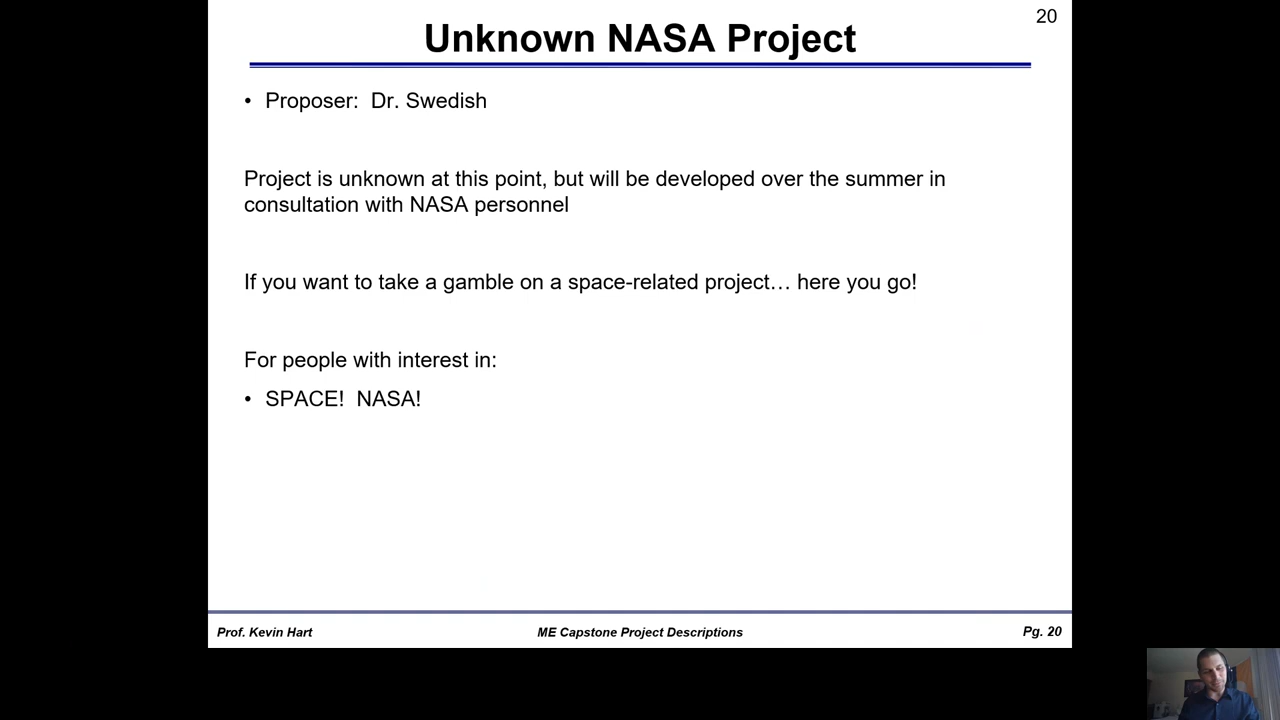 20
Unknown NASA Project
• Proposer:  Dr. Swedish
Project is unknown at this point, but will be developed over the summer in
consultation with NASA personnel
If you want to take a gamble on a space-related project… here you go!
For people with interest in:
• SPACE!  NASA!
Prof. Kevin Hart
ME Capstone Project Descriptions
Pg. 20